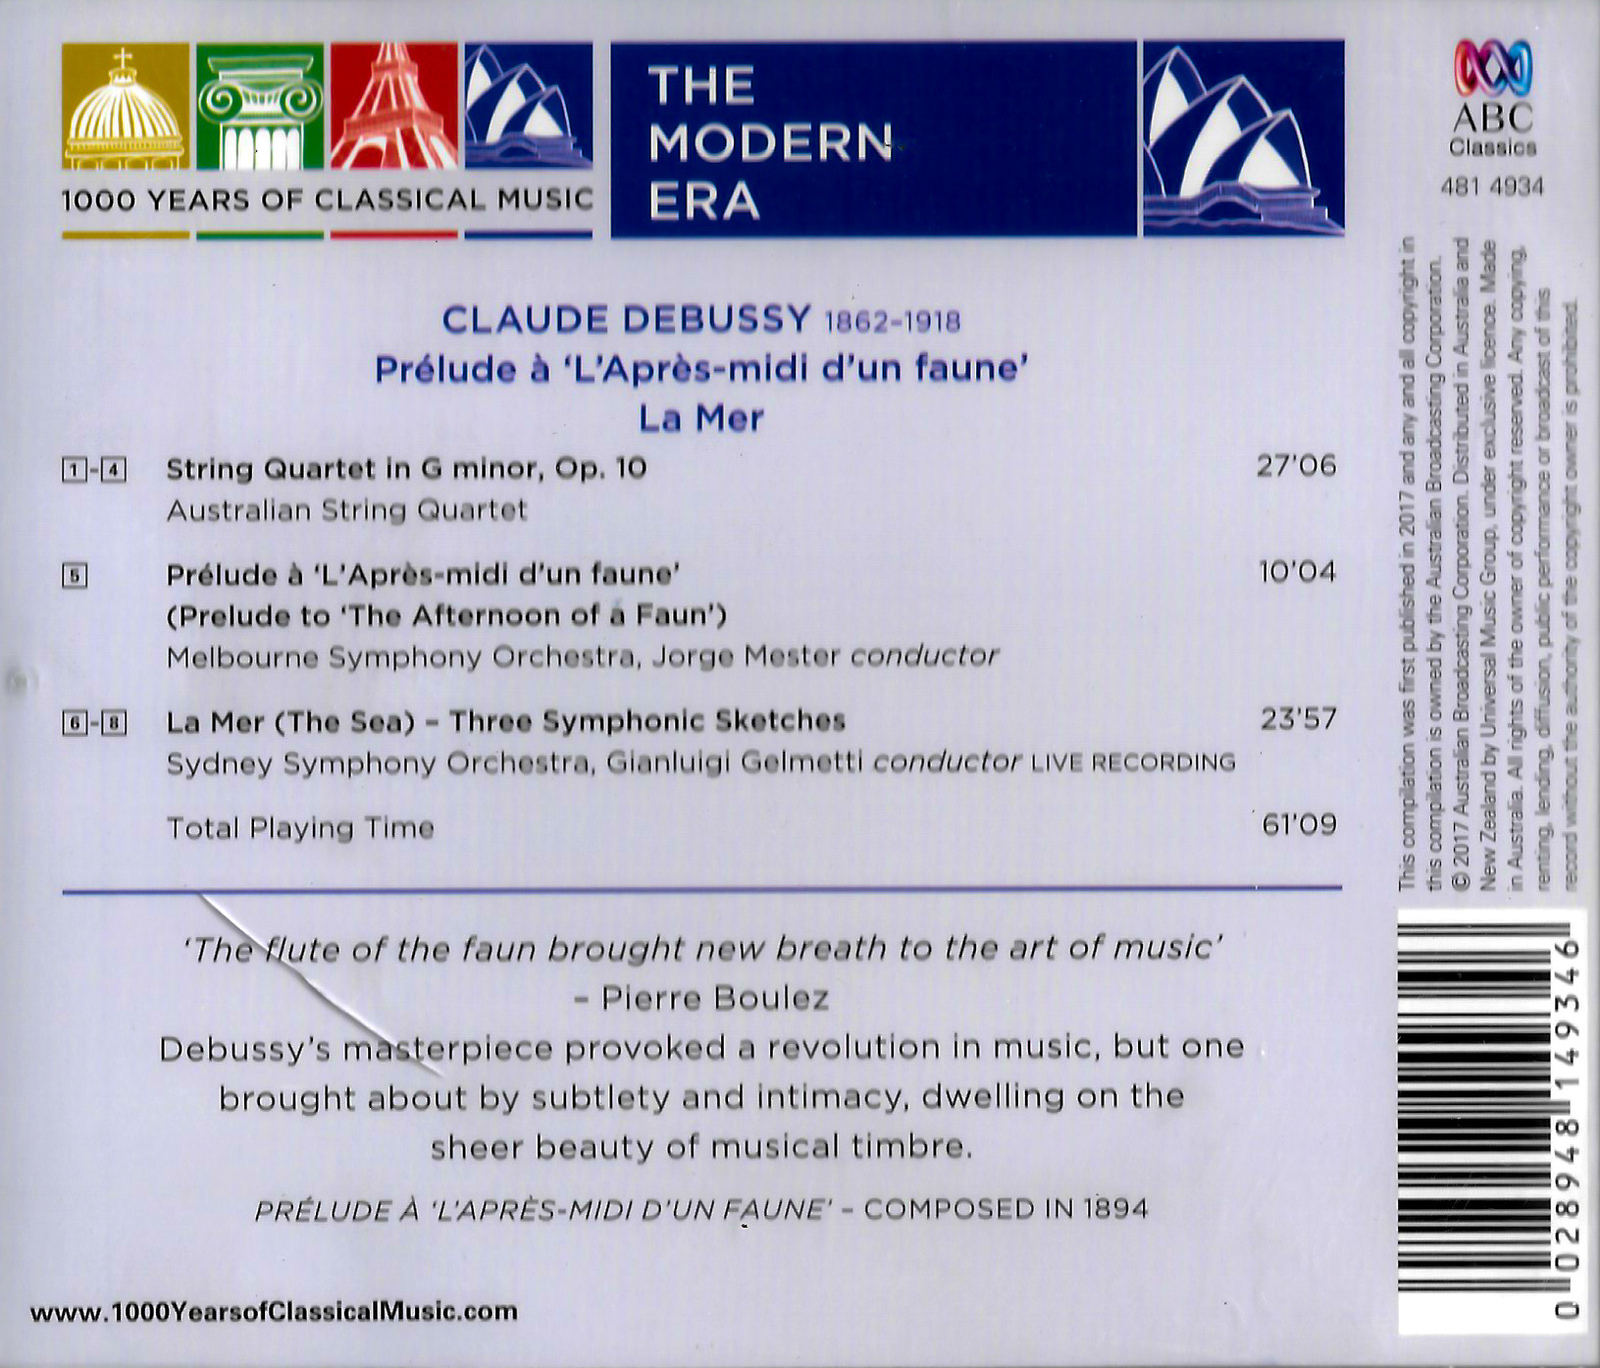 1000 YEARS OF CLASSICAL MUSIC
THE
MODERN
ERA
ABC
Classics
481 4934
CLAUDE DEBUSSY 1862–1918
Prélude à ‘L’Après-midi d’un faune’
La Mer
1-4 String Quartet in G minor, Op. 10 27’06
Australian String Quartet
5 Prélude à ‘L’Après-midi d’un faune’ 10’04
(Prelude to ‘The Afternoon of a Faun’)
Melbourne Symphony Orchestra, Jorge Mester conductor
6-8 La Mer (The Sea) – Three Symphonic Sketches 23’57
Sydney Symphony Orchestra, Gianluigi Gelmetti conductor LIVE RECORDING
Total Playing Time 61’09
‘The flute of the faun brought new breath to the art of music’
– Pierre Boulez
Debussy’s masterpiece provoked a revolution in music, but one
brought about by subtlety and intimacy, dwelling on the
sheer beauty of musical timbre.
PRÉLUDE À ‘L’APRÈS-MIDI D’UN FAUNE’ – COMPOSED IN 1894
www.1000YearsofClassicalMusic.com
This compilation was first published in 2017 and any and all copyright in
this compilation is owned by the Australian Broadcasting Corporation.
© 2017 Australian Broadcasting Corporation. Distributed in Australia and
New Zealand by Universal Music Group, under exclusive licence. Made
in Australia. All rights of the owner of copyright reserved. Any copying,
renting, lending, diffusion, public performance or broadcast of this
record without the authority of the copyright owner is prohibited.
0 028948 149346